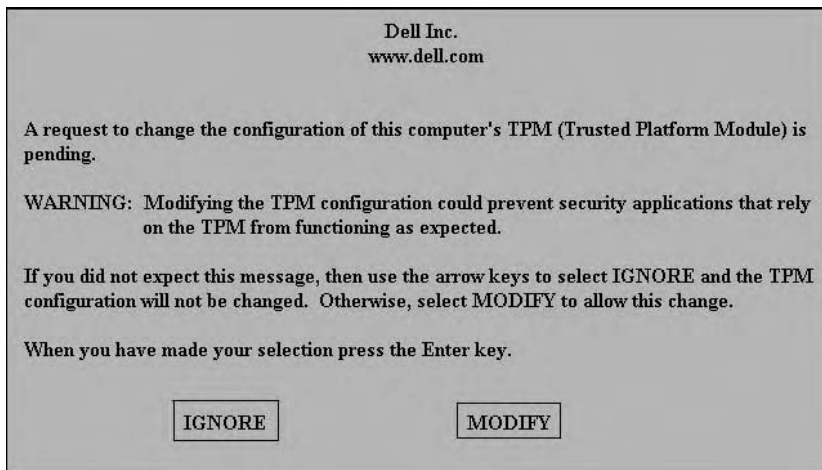 Dell Inc.
www.dell.com
A request to change the configuration of this computer's TPM (Trusted Platform Module) is
pending.
WARNING:  Modifying the TPM configuration could prevent security applications that rely
on the TPM from functioning as expected.
If you did not expect this message, then use the arrow keys to select IGNORE and the TPM
configuration will not be changed.  Otherwise, select MODIFY to allow this change.
When you have made your selection press the Enter key.
IGNORE MODIFY